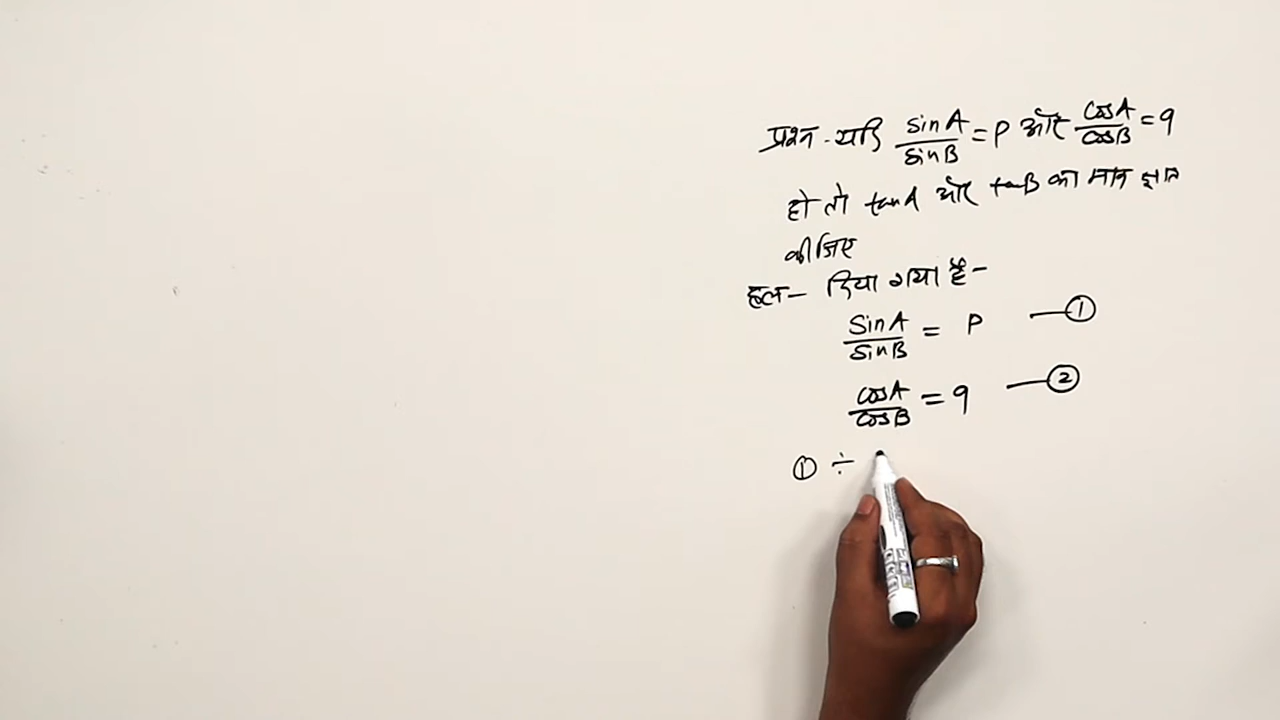 प्रश्न - यदि sinA/sinB = P और cosA/cosB = q
हो तो tanA और tanB का मान ज्ञात
कीजिए
हल - दिया गया है -
sinA/sinB = P —①
cosA/cosB = q —②
① ÷